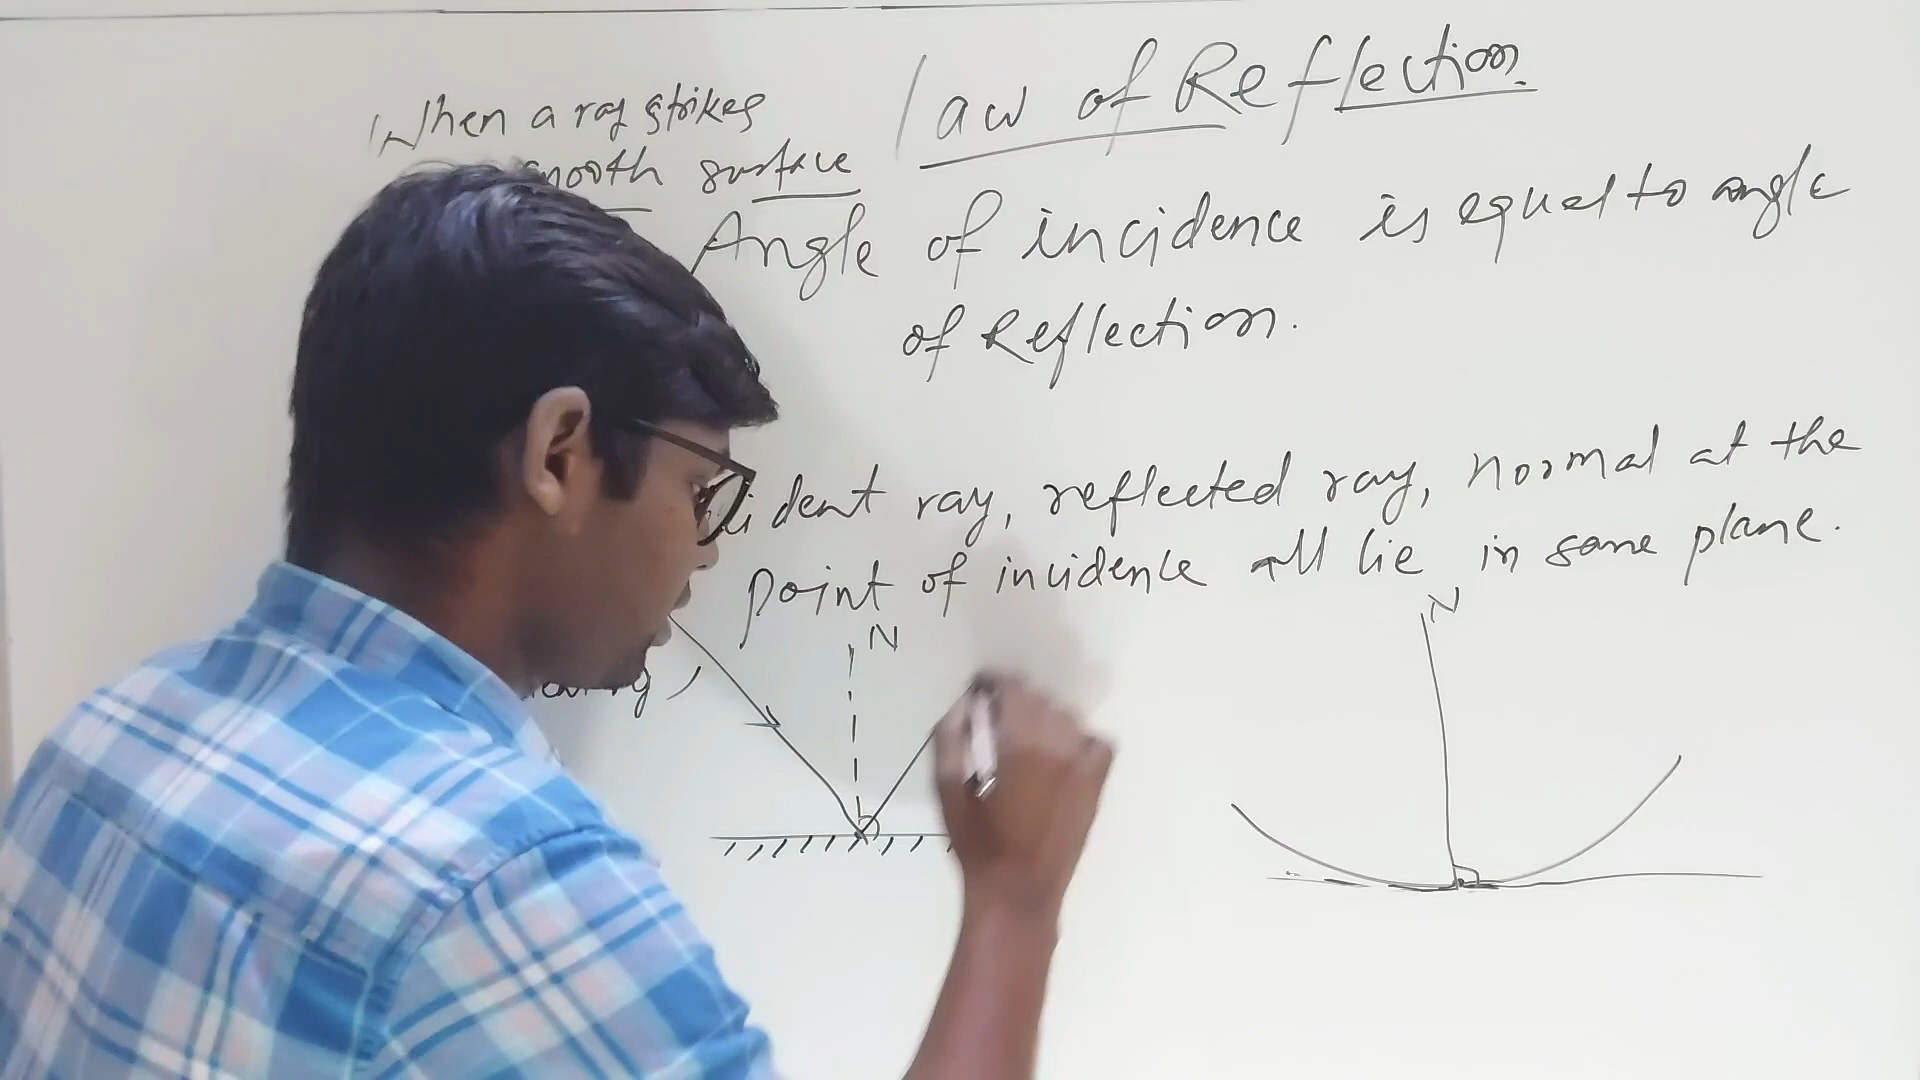 When a ray strikes
smooth surface
Law of Reflection.
Angle of incidence is equal to angle
of Reflection.
ident ray, reflected ray, normal at the
point of incidence all lie in same plane.
N
N